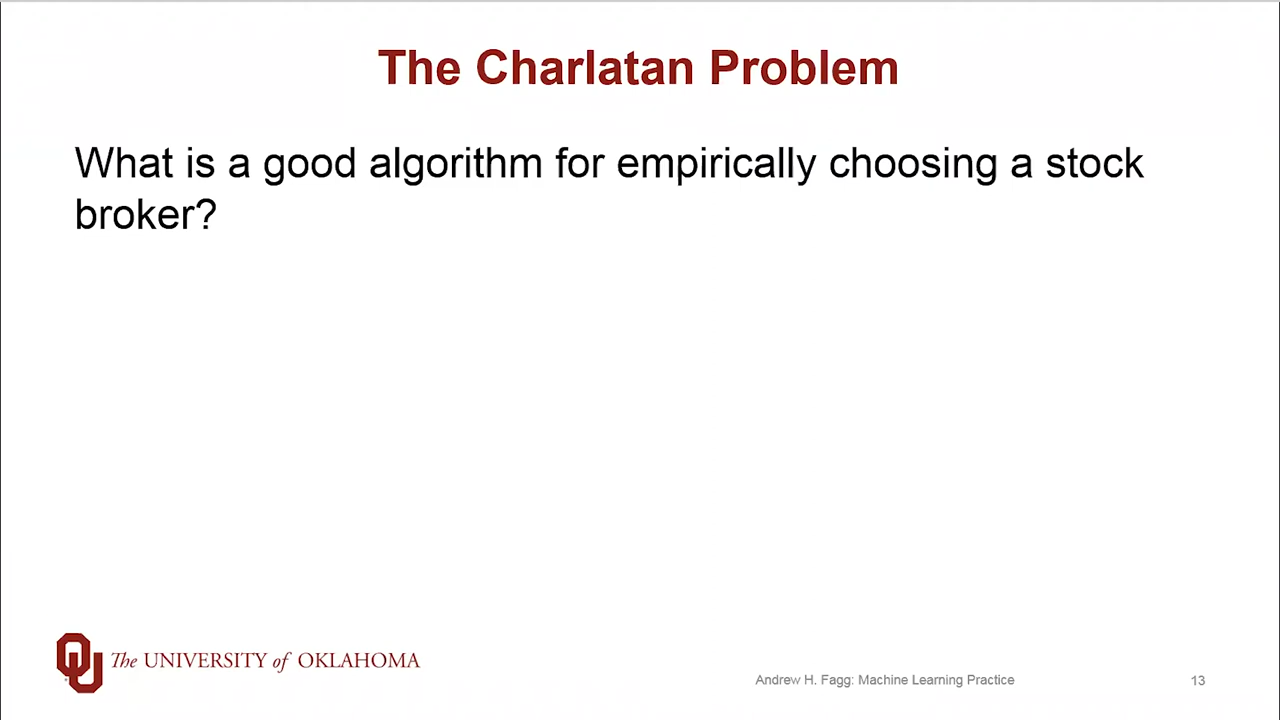 The Charlatan Problem
What is a good algorithm for empirically choosing a stock
broker?
The UNIVERSITY of OKLAHOMA
Andrew H. Fagg: Machine Learning Practice
13